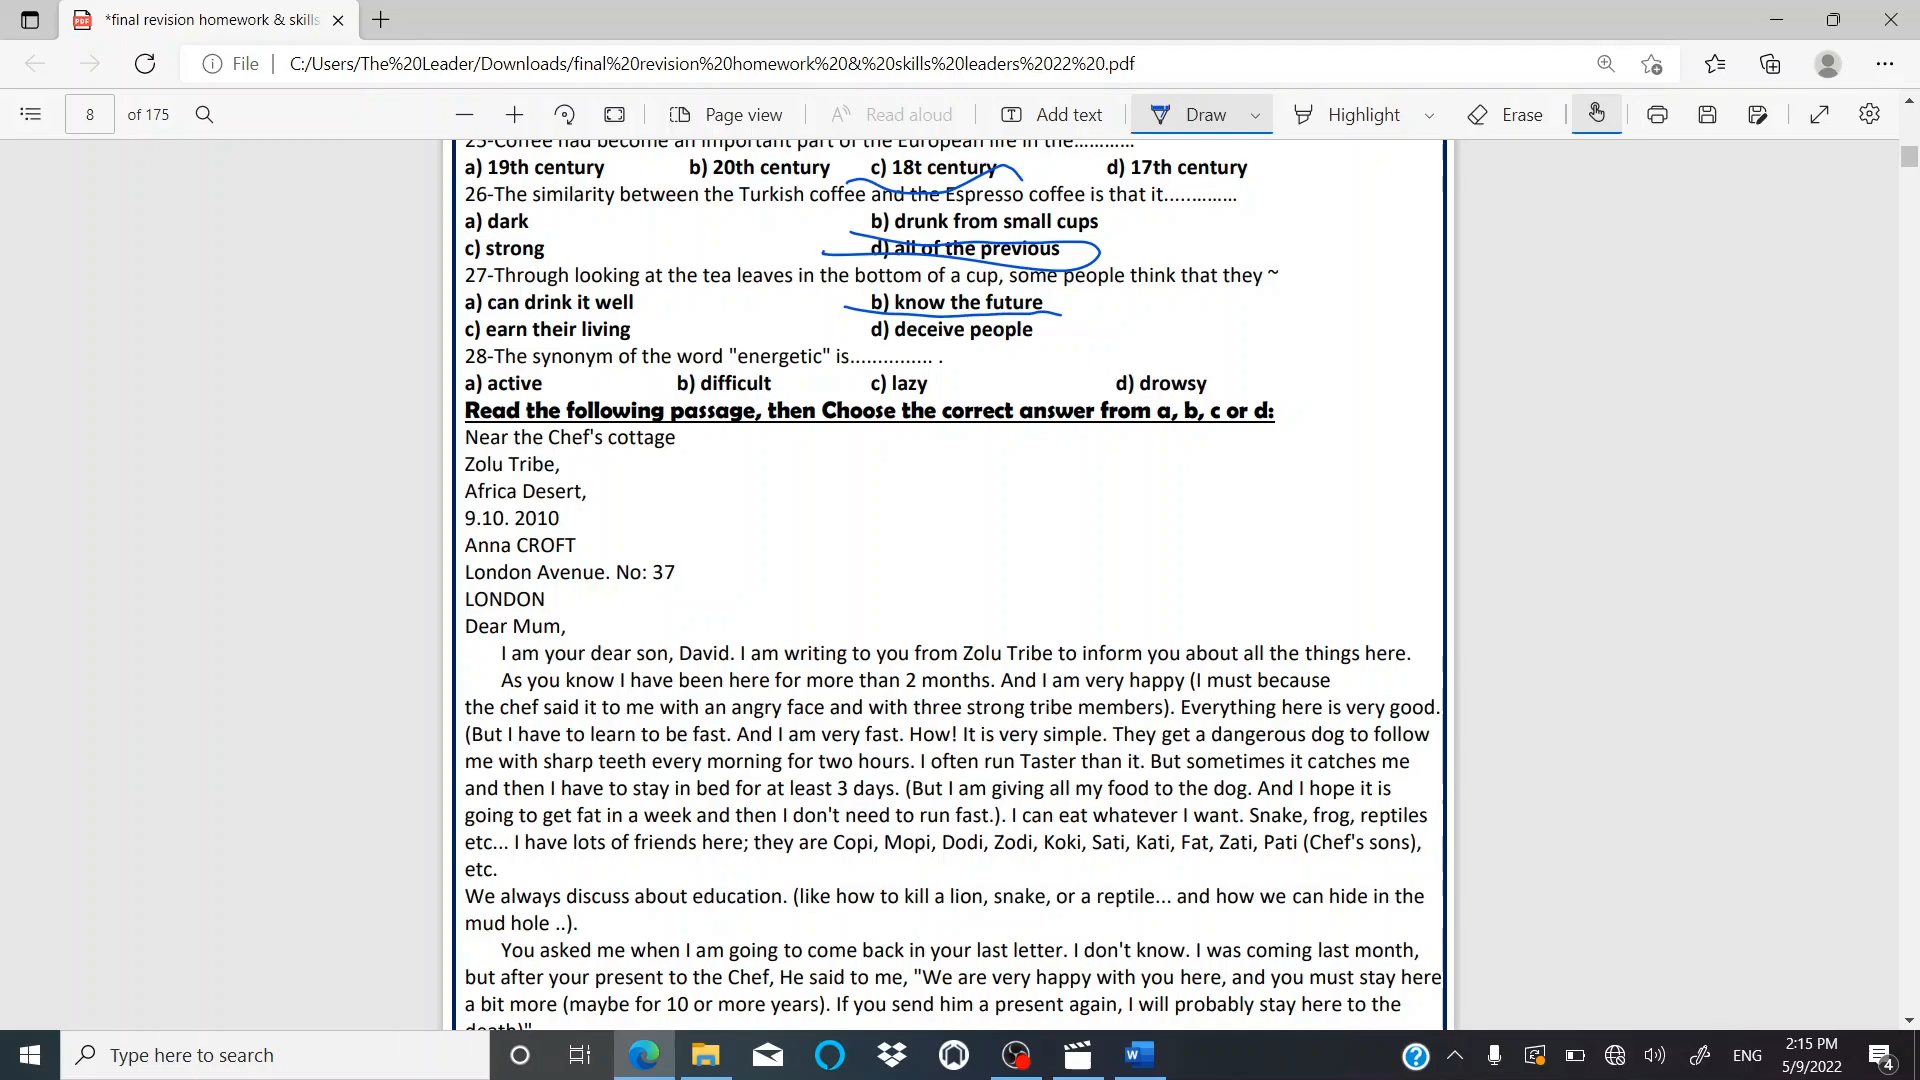 *final revision homework & skills
File
C:/Users/The%20Leader/Downloads/final%20revision%20homework%20&%20skills%20leaders%2022%20.pdf
8 of 175
Page view
Read aloud
Add text
Draw
Highlight
Erase
25-Coffee had become an important part of the European life in the............
a) 19th century b) 20th century c) 18t century d) 17th century
26-The similarity between the Turkish coffee and the Espresso coffee is that it..............
a) dark b) drunk from small cups
c) strong d) all of the previous
27-Through looking at the tea leaves in the bottom of a cup, some people think that they ~
a) can drink it well b) know the future
c) earn their living d) deceive people
28-The synonym of the word "energetic" is............... .
a) active b) difficult c) lazy d) drowsy
Read the following passage, then Choose the correct answer from a, b, c or d:
Near the Chef's cottage
Zolu Tribe,
Africa Desert,
9.10. 2010
Anna CROFT
London Avenue. No: 37
LONDON
Dear Mum,
I am your dear son, David. I am writing to you from Zolu Tribe to inform you about all the things here.
As you know I have been here for more than 2 months. And I am very happy (I must because
the chef said it to me with an angry face and with three strong tribe members). Everything here is very good.
(But I have to learn to be fast. And I am very fast. How! It is very simple. They get a dangerous dog to follow
me with sharp teeth every morning for two hours. I often run Taster than it. But sometimes it catches me
and then I have to stay in bed for at least 3 days. (But I am giving all my food to the dog. And I hope it is
going to get fat in a week and then I don't need to run fast.). I can eat whatever I want. Snake, frog, reptiles
etc... I have lots of friends here; they are Copi, Mopi, Dodi, Zodi, Koki, Sati, Kati, Fat, Zati, Pati (Chef's sons),
etc.
We always discuss about education. (like how to kill a lion, snake, or a reptile... and how we can hide in the
mud hole ..).
You asked me when I am going to come back in your last letter. I don't know. I was coming last month,
but after your present to the Chef, He said to me, "We are very happy with you here, and you must stay here
a bit more (maybe for 10 or more years). If you send him a present again, I will probably stay here to the
death)"
Type here to search
ENG
2:15 PM
5/9/2022
4